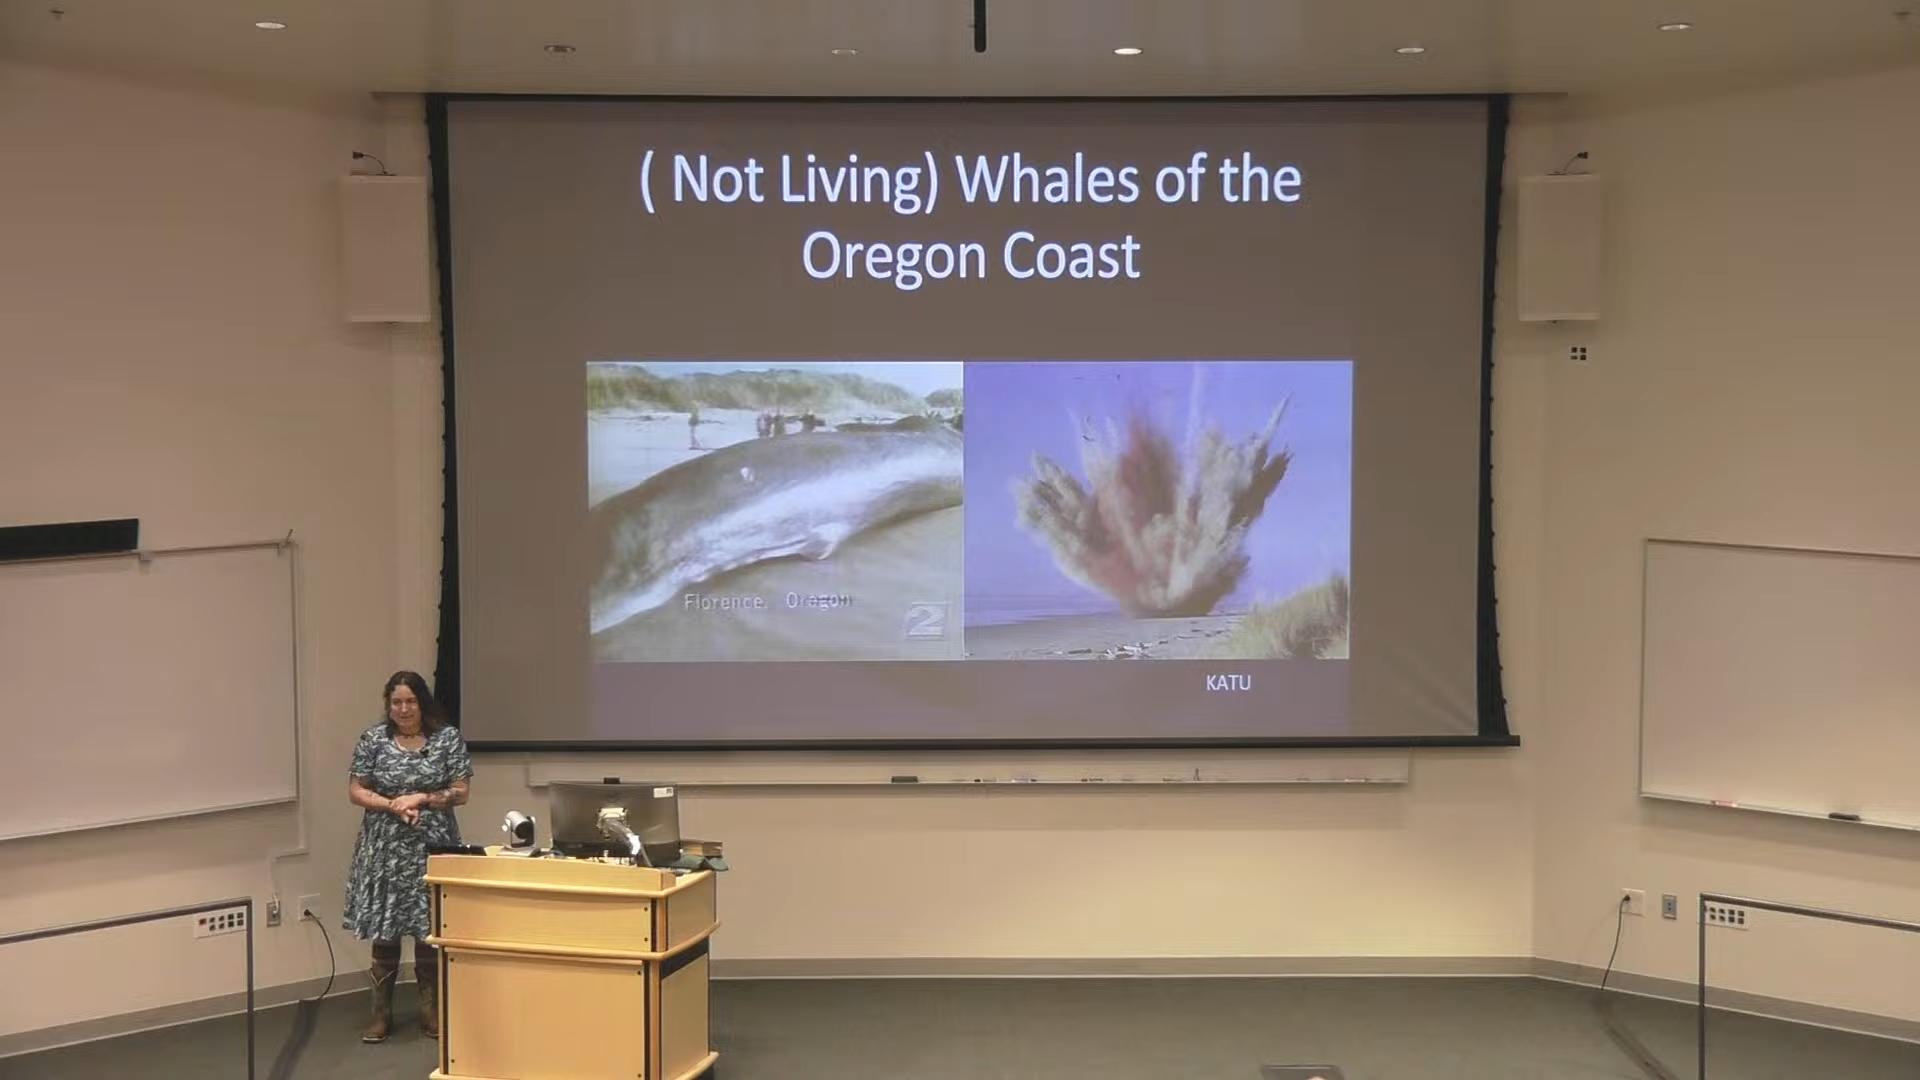 ( Not Living) Whales of the
Oregon Coast
Florence, Oregon
2
KATU